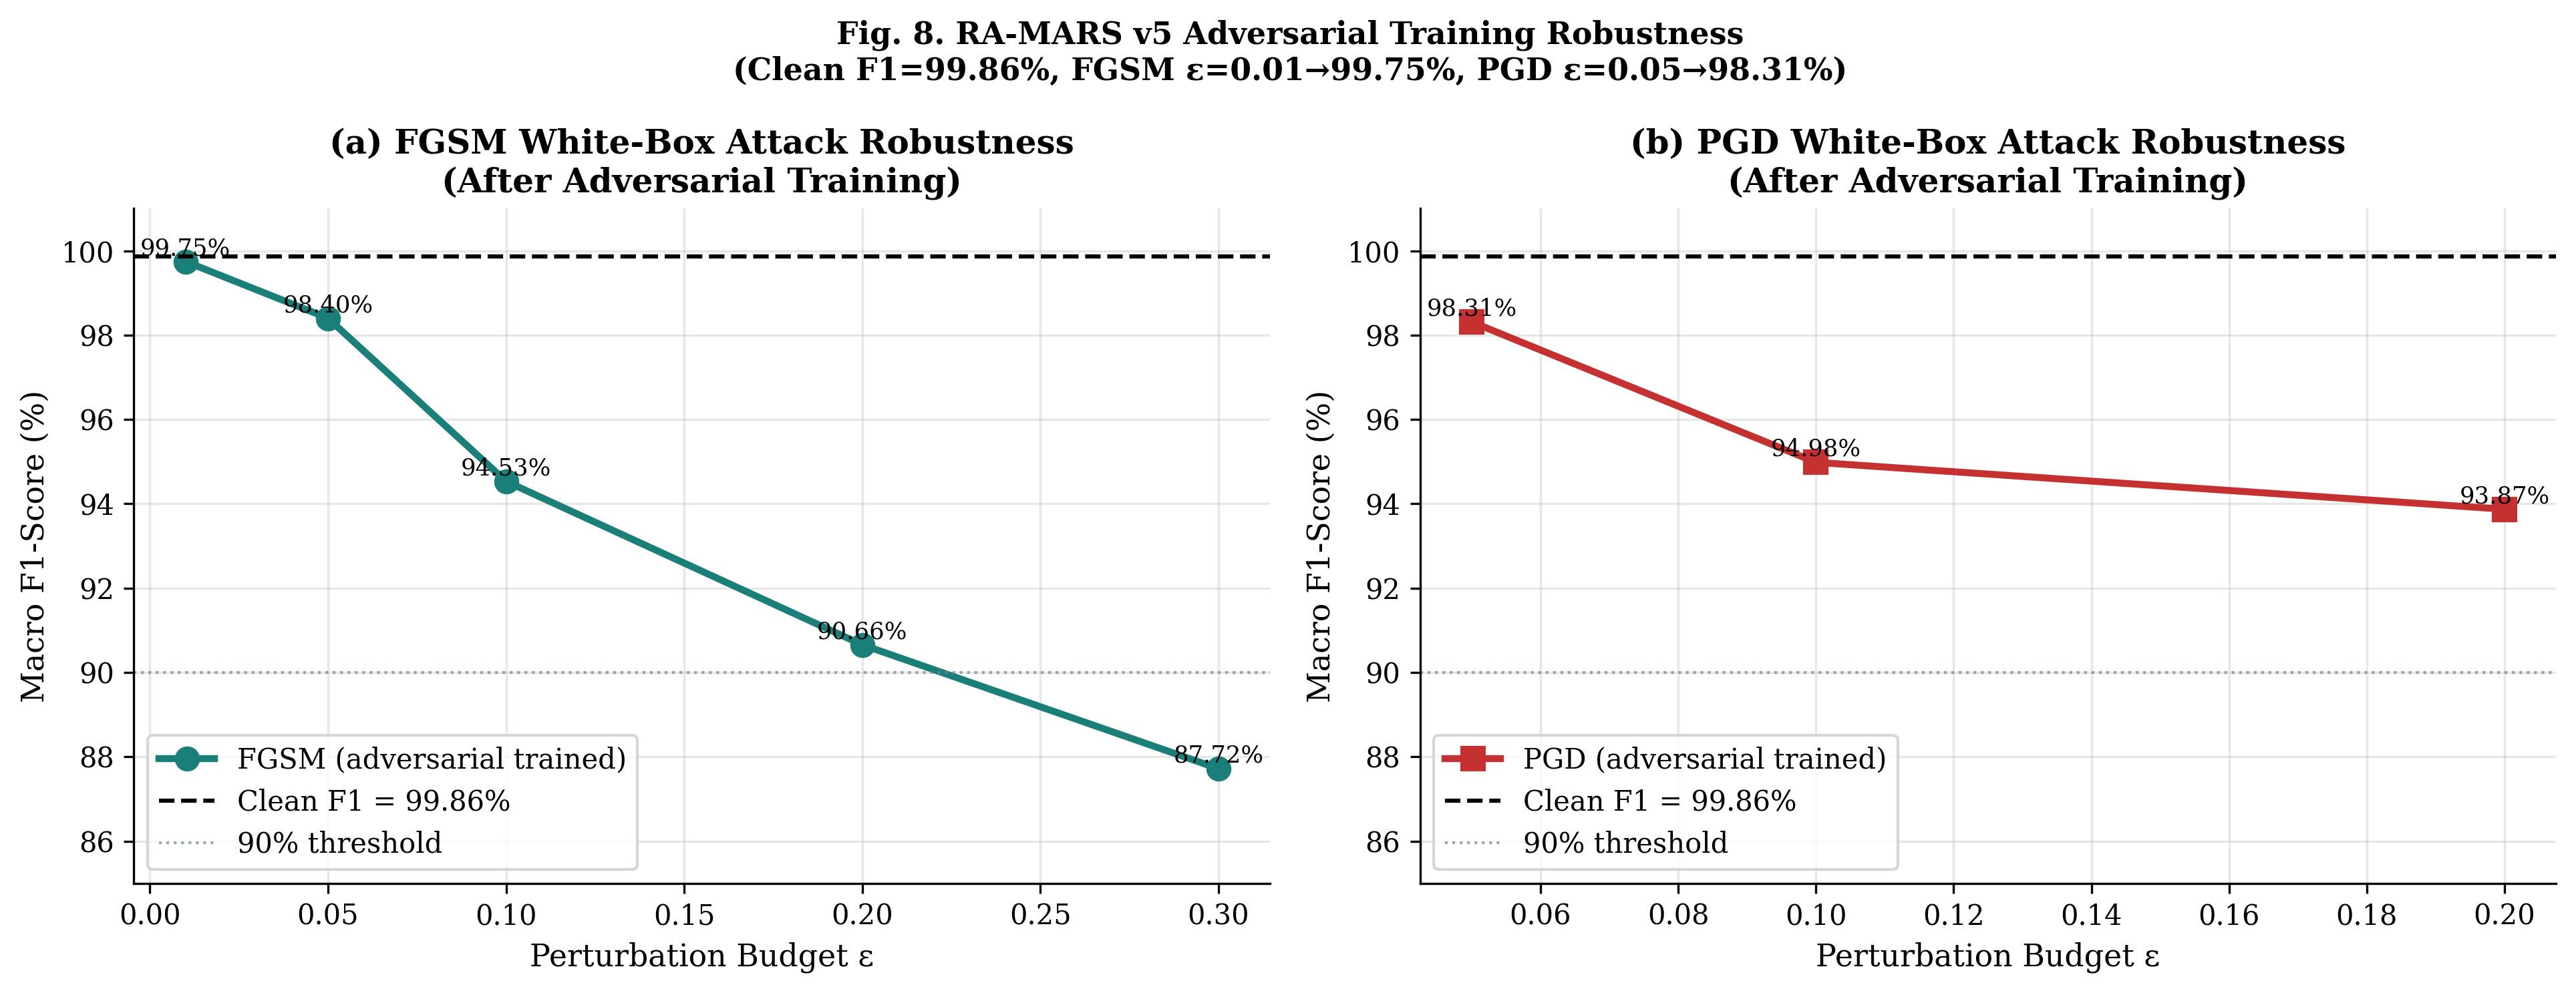 Fig. 8. RA-MARS v5 Adversarial Training Robustness
(Clean F1=99.86%, FGSM ε=0.01→99.75%, PGD ε=0.05→98.31%)
(a) FGSM White-Box Attack Robustness
(After Adversarial Training)
Macro F1-Score (%)
100
98
96
94
92
90
88
86
99.75%
98.40%
94.53%
90.66%
87.72%
FGSM (adversarial trained)
Clean F1 = 99.86%
90% threshold
0.00 0.05 0.10 0.15 0.20 0.25 0.30
Perturbation Budget ε
(b) PGD White-Box Attack Robustness
(After Adversarial Training)
Macro F1-Score (%)
100
98
96
94
92
90
88
86
98.31%
94.98%
93.87%
PGD (adversarial trained)
Clean F1 = 99.86%
90% threshold
0.06 0.08 0.10 0.12 0.14 0.16 0.18 0.20
Perturbation Budget ε